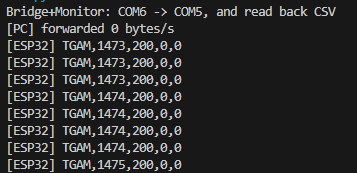 Bridge+Monitor: COM6 -> COM5, and read back CSV
[PC] forwarded 0 bytes/s
[ESP32] TGAM,1473,200,0,0
[ESP32] TGAM,1473,200,0,0
[ESP32] TGAM,1473,200,0,0
[ESP32] TGAM,1474,200,0,0
[ESP32] TGAM,1474,200,0,0
[ESP32] TGAM,1474,200,0,0
[ESP32] TGAM,1474,200,0,0
[ESP32] TGAM,1475,200,0,0